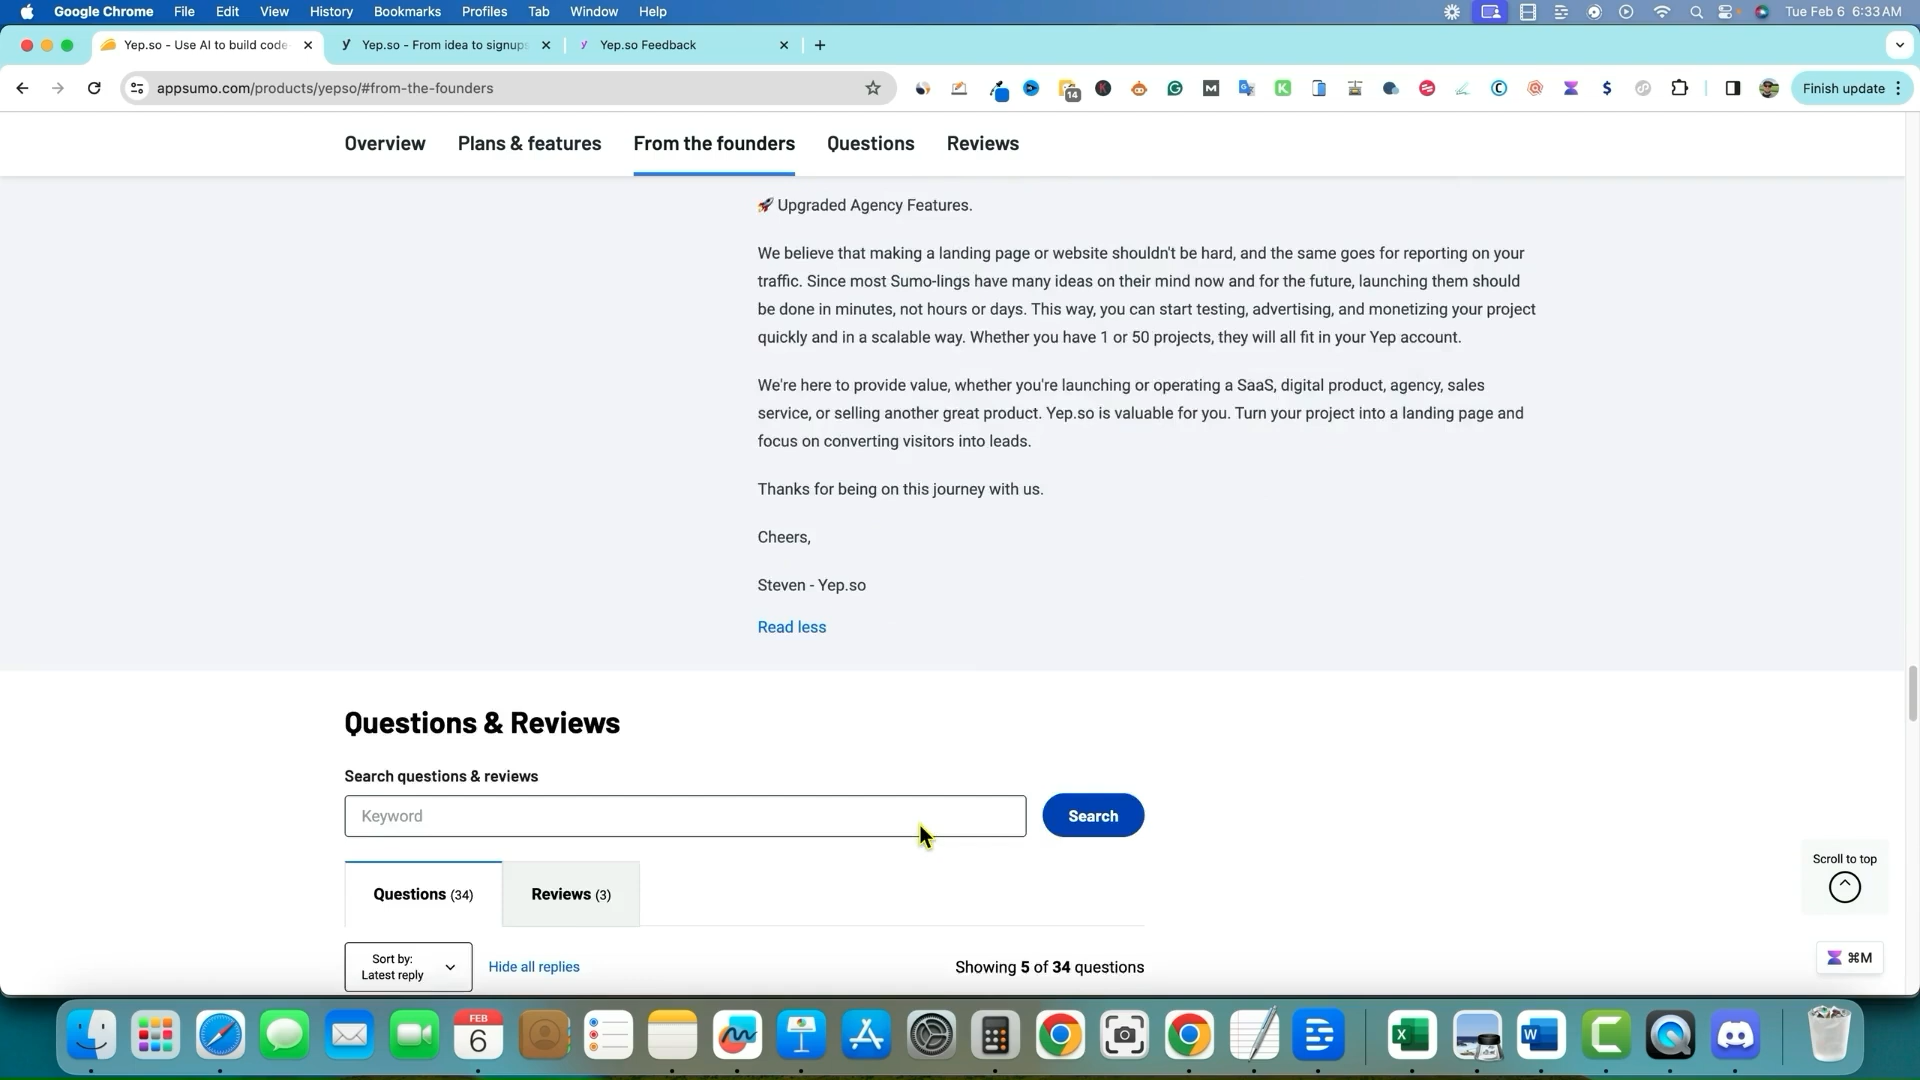 Google Chrome File Edit View History Bookmarks Profiles Tab Window Help Tue Feb 6 6:33 AM
Yep.so - Use AI to build code Yep.so - From idea to signups Yep.so Feedback
appsumo.com/products/yepso/#from-the-founders 14 Finish update
Overview Plans & features From the founders Questions Reviews
🚀 Upgraded Agency Features.
We believe that making a landing page or website shouldn't be hard, and the same goes for reporting on your
traffic. Since most Sumo-lings have many ideas on their mind now and for the future, launching them should
be done in minutes, not hours or days. This way, you can start testing, advertising, and monetizing your project
quickly and in a scalable way. Whether you have 1 or 50 projects, they will all fit in your Yep account.
We're here to provide value, whether you're launching or operating a SaaS, digital product, agency, sales
service, or selling another great product. Yep.so is valuable for you. Turn your project into a landing page and
focus on converting visitors into leads.
Thanks for being on this journey with us.
Cheers,
Steven - Yep.so
Read less
Questions & Reviews
Search questions & reviews
Keyword Search
Scroll to top
Questions (34) Reviews (3)
Sort by:
Latest reply
Hide all replies Showing 5 of 34 questions
⌘M
FEB
6